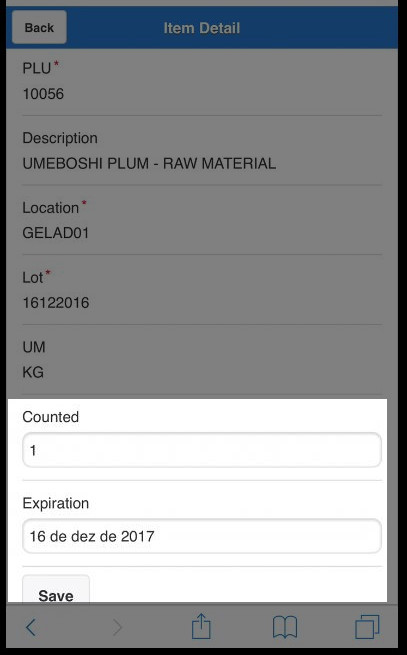 Back
Item Detail
PLU*
10056
Description
UMEBOSHI PLUM - RAW MATERIAL
Location*
GELAD01
Lot*
16122016
UM
KG
Counted
1
Expiration
16 de dez de 2017
Save